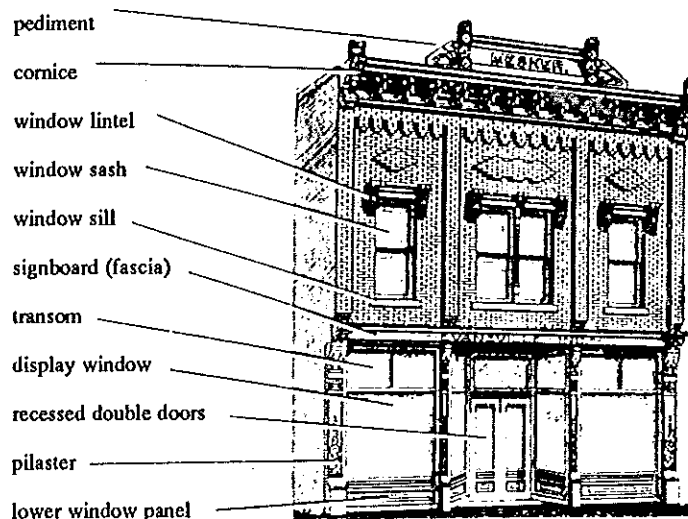 pediment
cornice
window lintel
window sash
window sill
signboard (fascia)
transom
display window
recessed double doors
pilaster
lower window panel